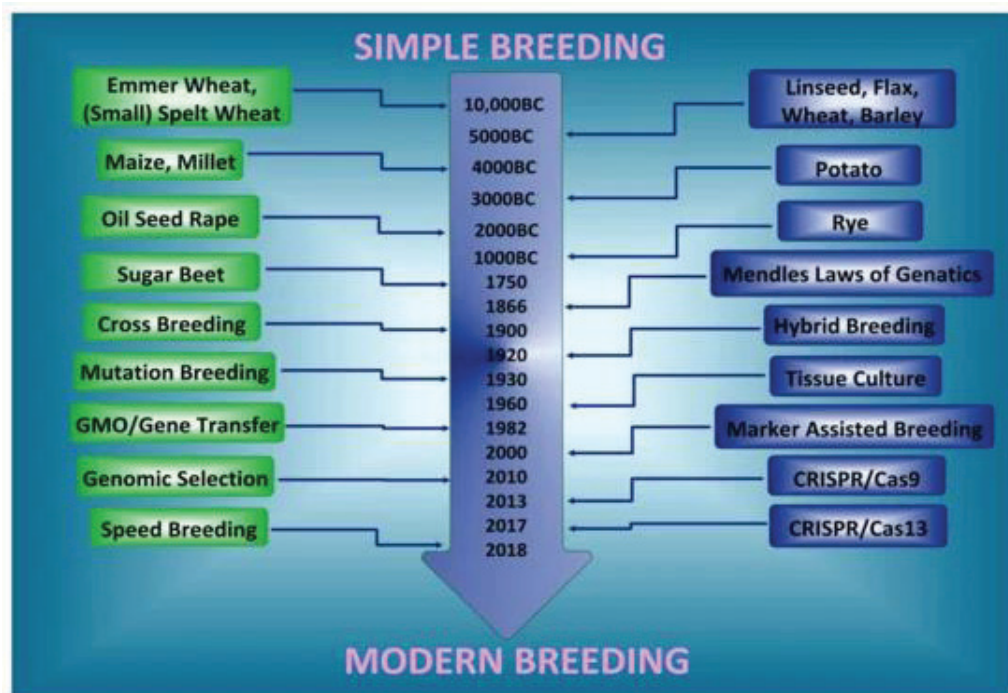 SIMPLE BREEDING
Emmer Wheat,
(Small) Spelt Wheat
10,000BC
Linseed, Flax,
Wheat, Barley
5000BC
Maize, Millet
4000BC
Potato
3000BC
Oil Seed Rape
2000BC
Rye
1000BC
Sugar Beet
1750
Mendles Laws of Genatics
1866
Cross Breeding
1900
Hybrid Breeding
1920
Mutation Breeding
1930
Tissue Culture
1960
GMO/Gene Transfer
1982
Marker Assisted Breeding
2000
Genomic Selection
2010
CRISPR/Cas9
2013
CRISPR/Cas13
2017
Speed Breeding
2018
MODERN BREEDING